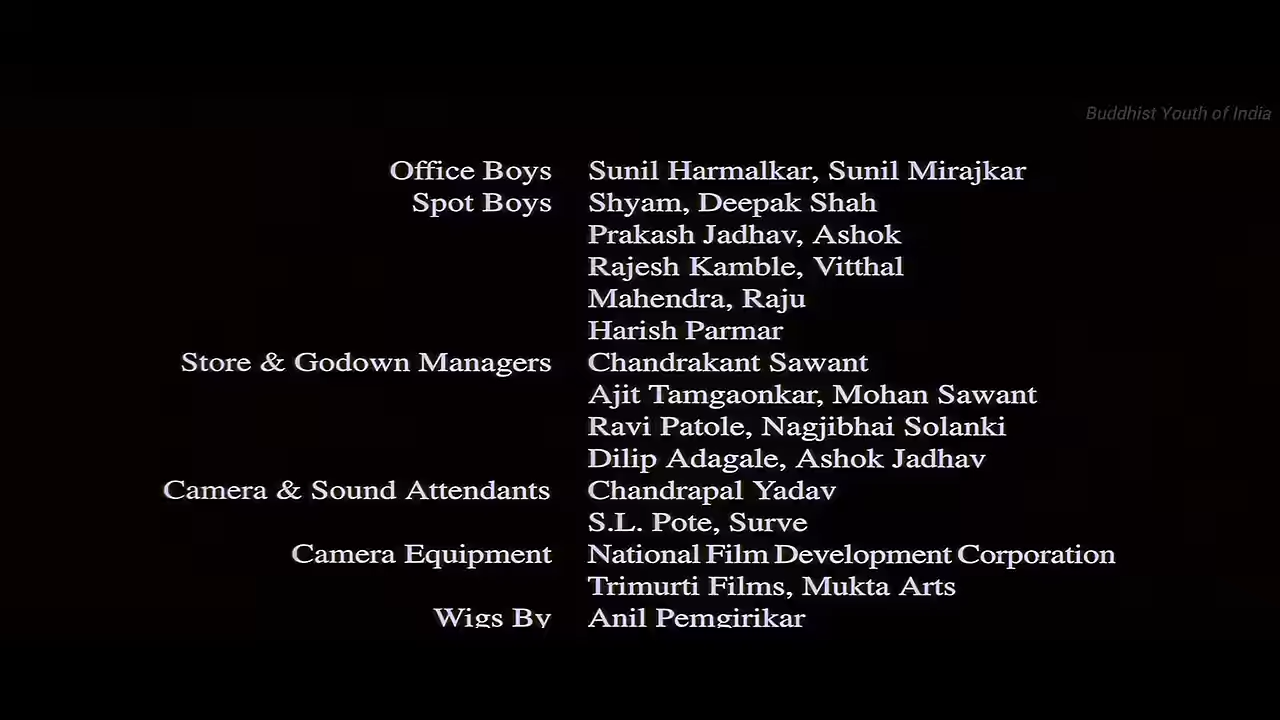 Buddhist Youth of India
Office Boys Sunil Harmalkar, Sunil Mirajkar
Spot Boys Shyam, Deepak Shah
Prakash Jadhav, Ashok
Rajesh Kamble, Vitthal
Mahendra, Raju
Harish Parmar
Store & Godown Managers Chandrakant Sawant
Ajit Tamgaonkar, Mohan Sawant
Ravi Patole, Nagjibhai Solanki
Dilip Adagale, Ashok Jadhav
Camera & Sound Attendants Chandrapal Yadav
S.L. Pote, Surve
Camera Equipment National Film Development Corporation
Trimurti Films, Mukta Arts
Wigs By Anil Pemgirikar